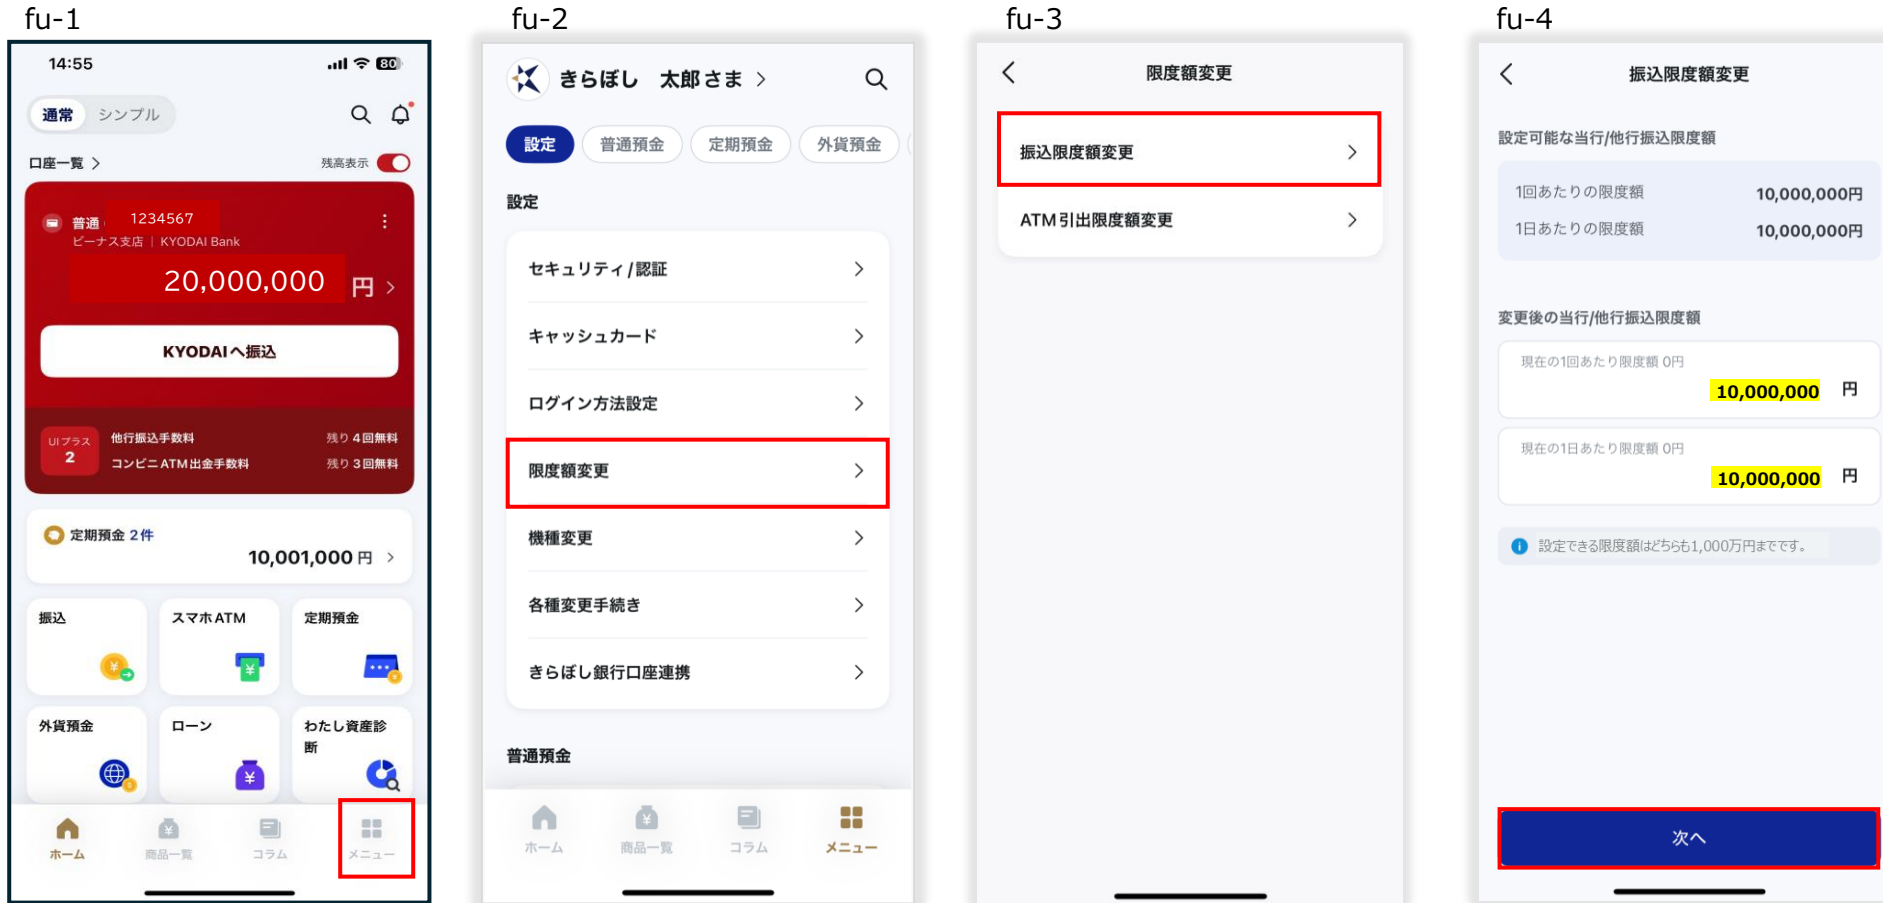 fu-1
14:55
80
通常 シンプル
口座一覧
残高表示
普通
1234567
ビーナス支店 | KYODAI Bank
20,000,000 円
KYODAIへ振込
UIプラス
2
他行振込手数料 残り4回無料
コンビニATM出金手数料 残り3回無料
定期預金 2件
10,001,000 円
振込 スマホATM 定期預金
外貨預金 ローン わたし資産診
断
ホーム 商品一覧 コラム メニュー
fu-2
きらぼし 太郎さま
設定 普通預金 定期預金 外貨預金
設定
セキュリティ/認証
キャッシュカード
ログイン方法設定
限度額変更
機種変更
各種変更手続き
きらぼし銀行口座連携
普通預金
ホーム 商品一覧 コラム メニュー
fu-3
限度額変更
振込限度額変更
ATM引出限度額変更
fu-4
振込限度額変更
設定可能な当行/他行振込限度額
1回あたりの限度額 10,000,000円
1日あたりの限度額 10,000,000円
変更後の当行/他行振込限度額
現在の1回あたり限度額 0円
10,000,000 円
現在の1日あたり限度額 0円
10,000,000 円
設定できる限度額はどちらも1,000万円までです。
次へ